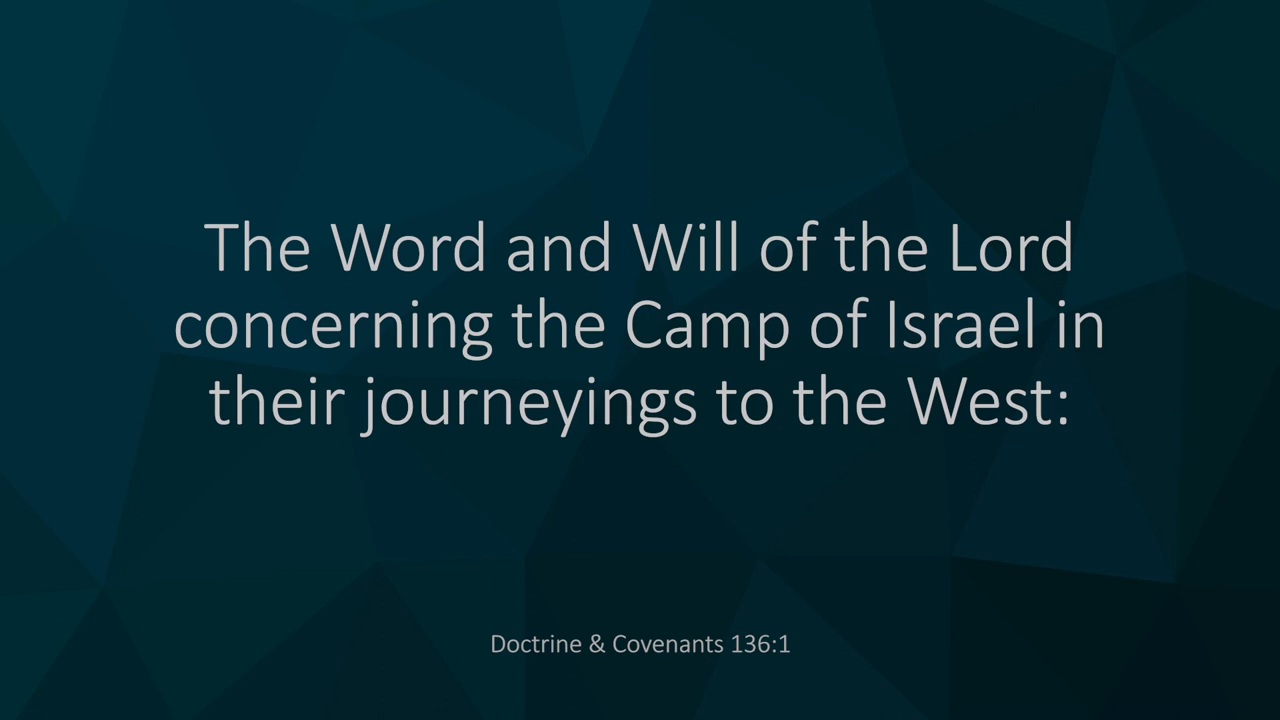 The Word and Will of the Lord
concerning the Camp of Israel in
their journeyings to the West:
Doctrine & Covenants 136:1